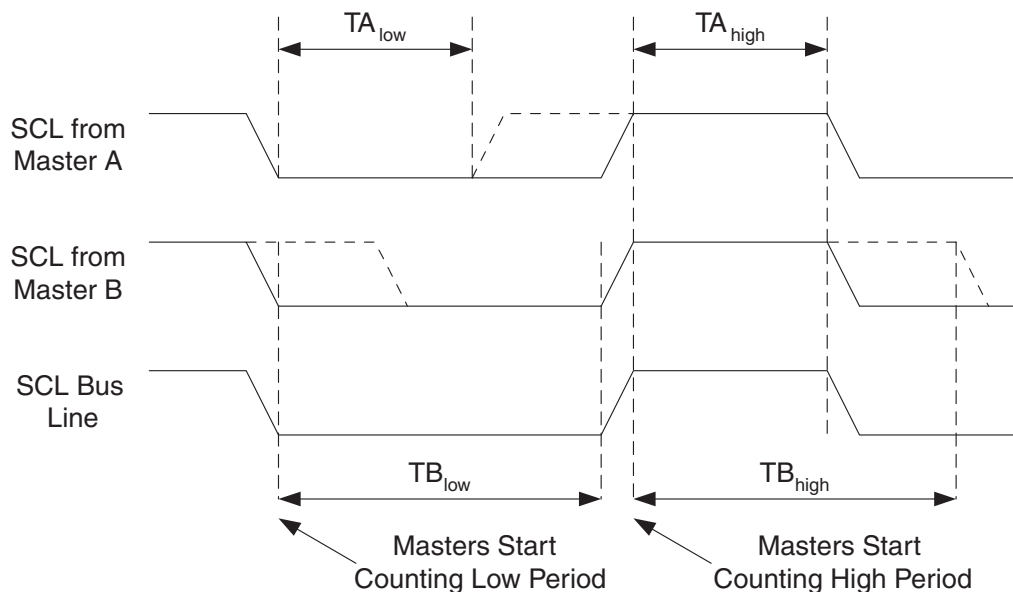 TA low
TA high
SCL from
Master A
SCL from
Master B
SCL Bus
Line
TB low
TB high
Masters Start
Counting Low Period
Masters Start
Counting High Period